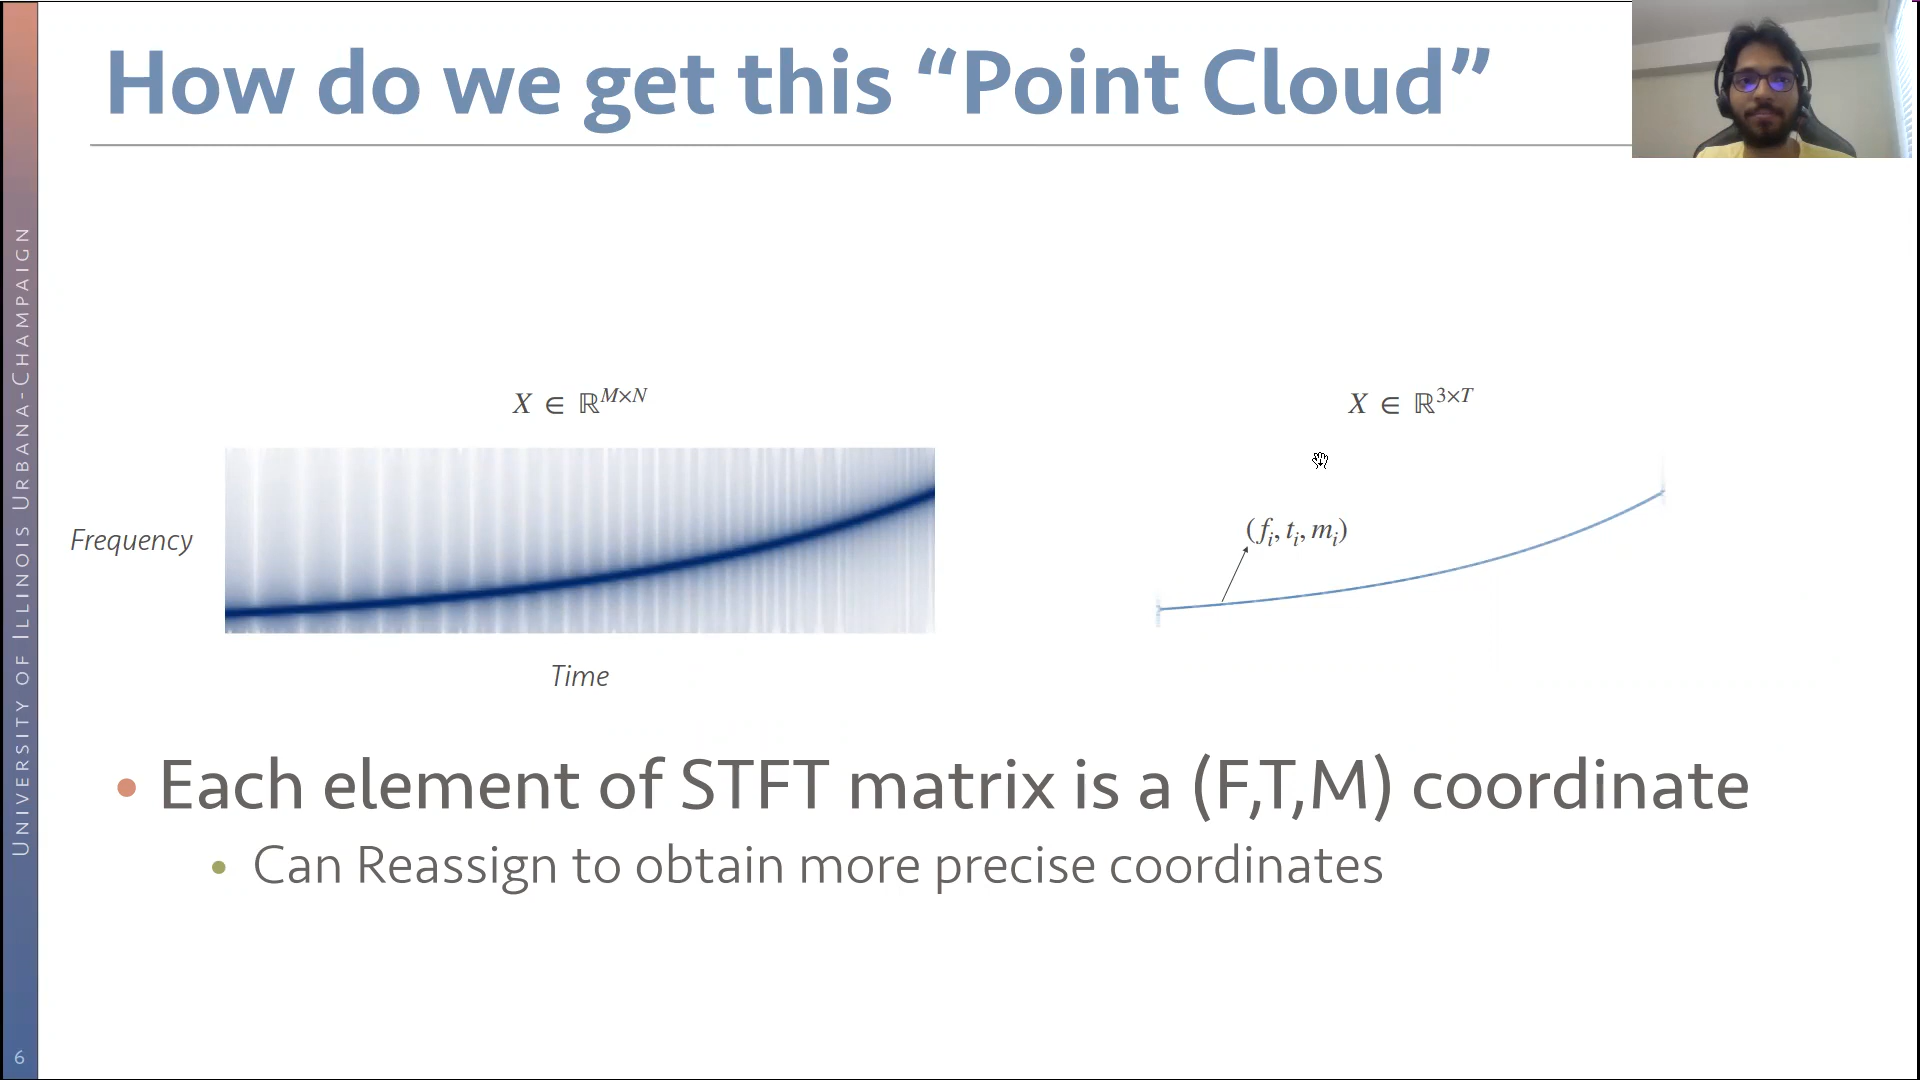 How do we get this “Point Cloud”
UNIVERSITY OF ILLINOIS URBANA-CHAMPAIGN
X ∈ ℝ^{M×N}
X ∈ ℝ^{3×T}
Frequency
(f_i, t_i, m_i)
Time
• Each element of STFT matrix is a (F,T,M) coordinate
• Can Reassign to obtain more precise coordinates
6